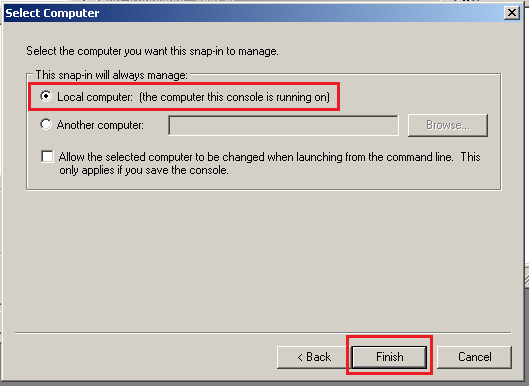 Select Computer
Select the computer you want this snap-in to manage.
This snap-in will always manage:
Local computer: (the computer this console is running on)
Another computer:
Browse...
Allow the selected computer to be changed when launching from the command line. This
only applies if you save the console.
< Back
Finish
Cancel